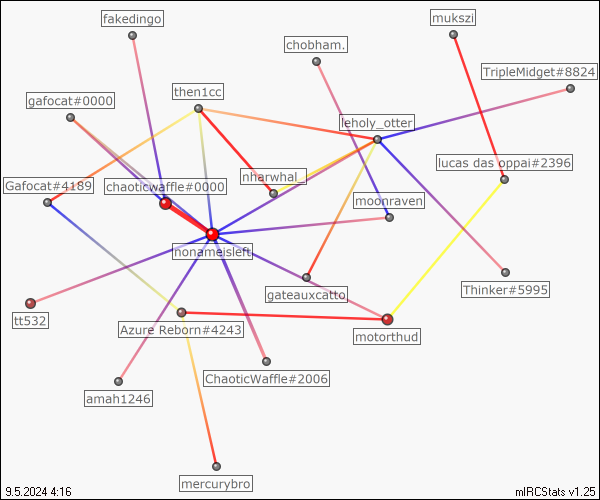 fakedingo
mukszi
chobham.
TripleMidget#8824
then1cc
gafocat#0000
leholy_otter
lucas das oppai#2396
nharwhal_
Gafocat#4189
chaoticwaffle#0000
moonraven
nonameisleft
Thinker#5995
gateauxcatto
tt532
Azure Reborn#4243
motorthud
ChaoticWaffle#2006
amah1246
mercurybro
9.5.2024 4:16
mIRCStats v1.25